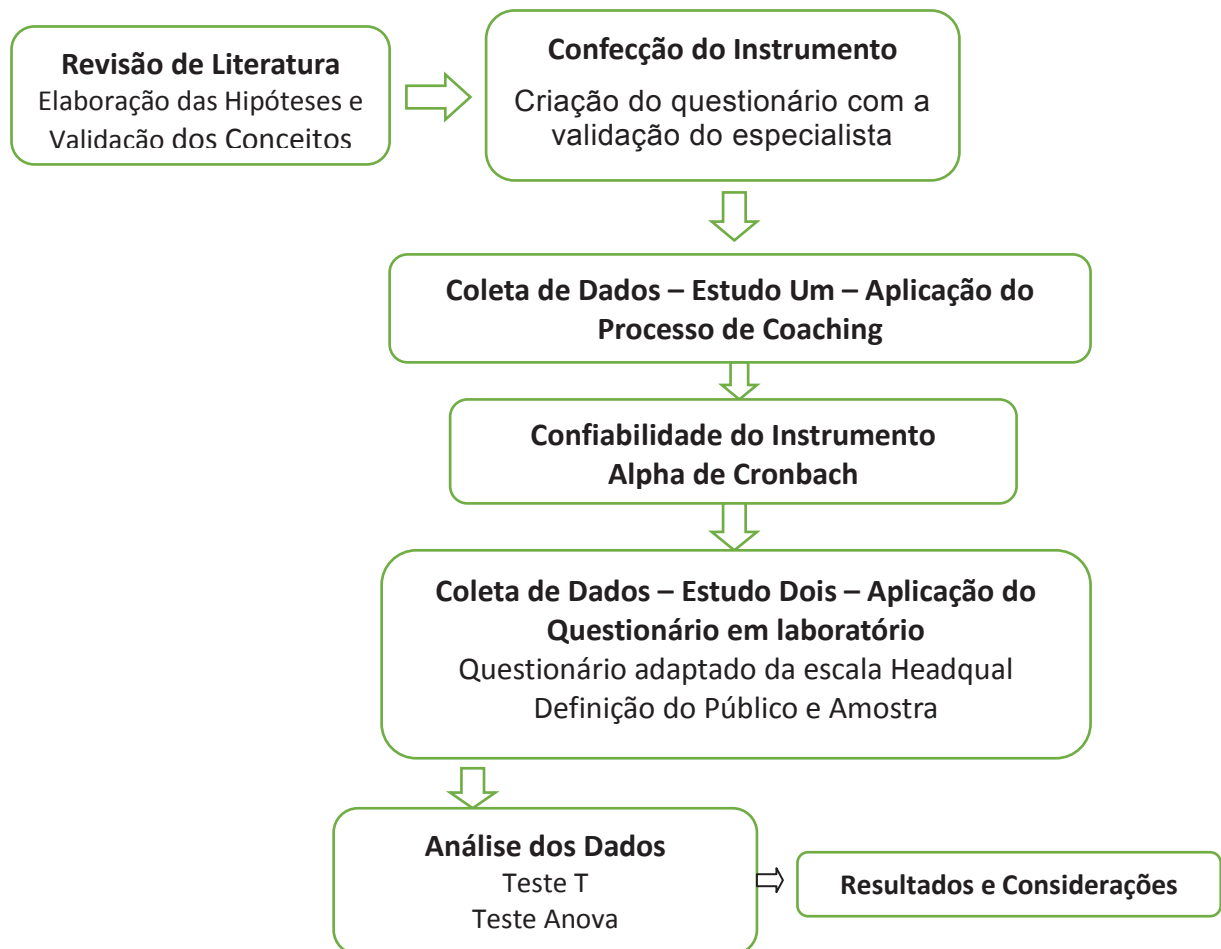 Revisão de Literatura
Elaboração das Hipóteses e
Validação dos Conceitos
Confecção do Instrumento
Criação do questionário com a
validação do especialista
Coleta de Dados – Estudo Um – Aplicação do
Processo de Coaching
Confiabilidade do Instrumento
Alpha de Cronbach
Coleta de Dados – Estudo Dois – Aplicação do
Questionário em laboratório
Questionário adaptado da escala Headqual
Definição do Público e Amostra
Análise dos Dados
Teste T
Teste Anova
Resultados e Considerações